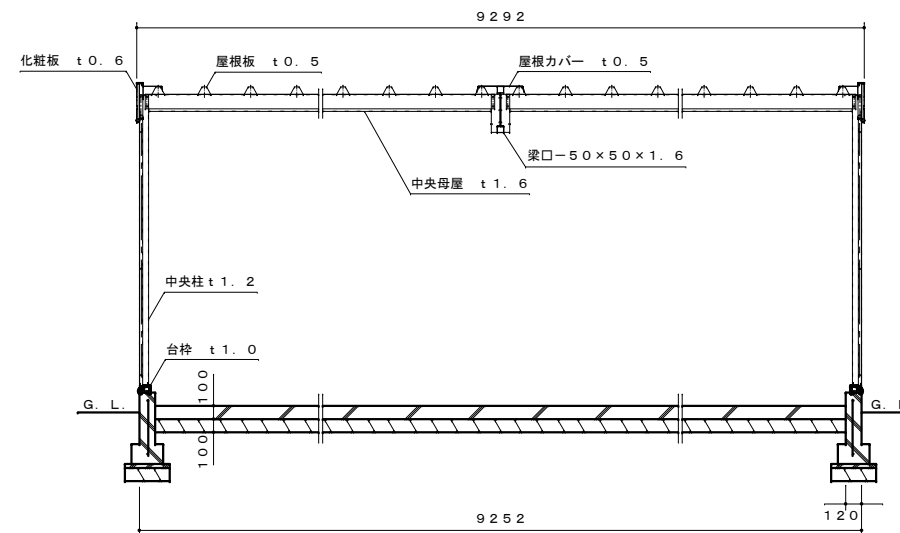 ９２９２
化粧板　ｔ０．６
屋根板　ｔ０．５
屋根カバー　ｔ０．５
梁口－５０×５０×１．６
中央母屋　ｔ１．６
中央柱ｔ１．２
台枠　ｔ１．０
１００
Ｇ．Ｌ．
Ｇ．Ｌ
１００
１２０
９２５２